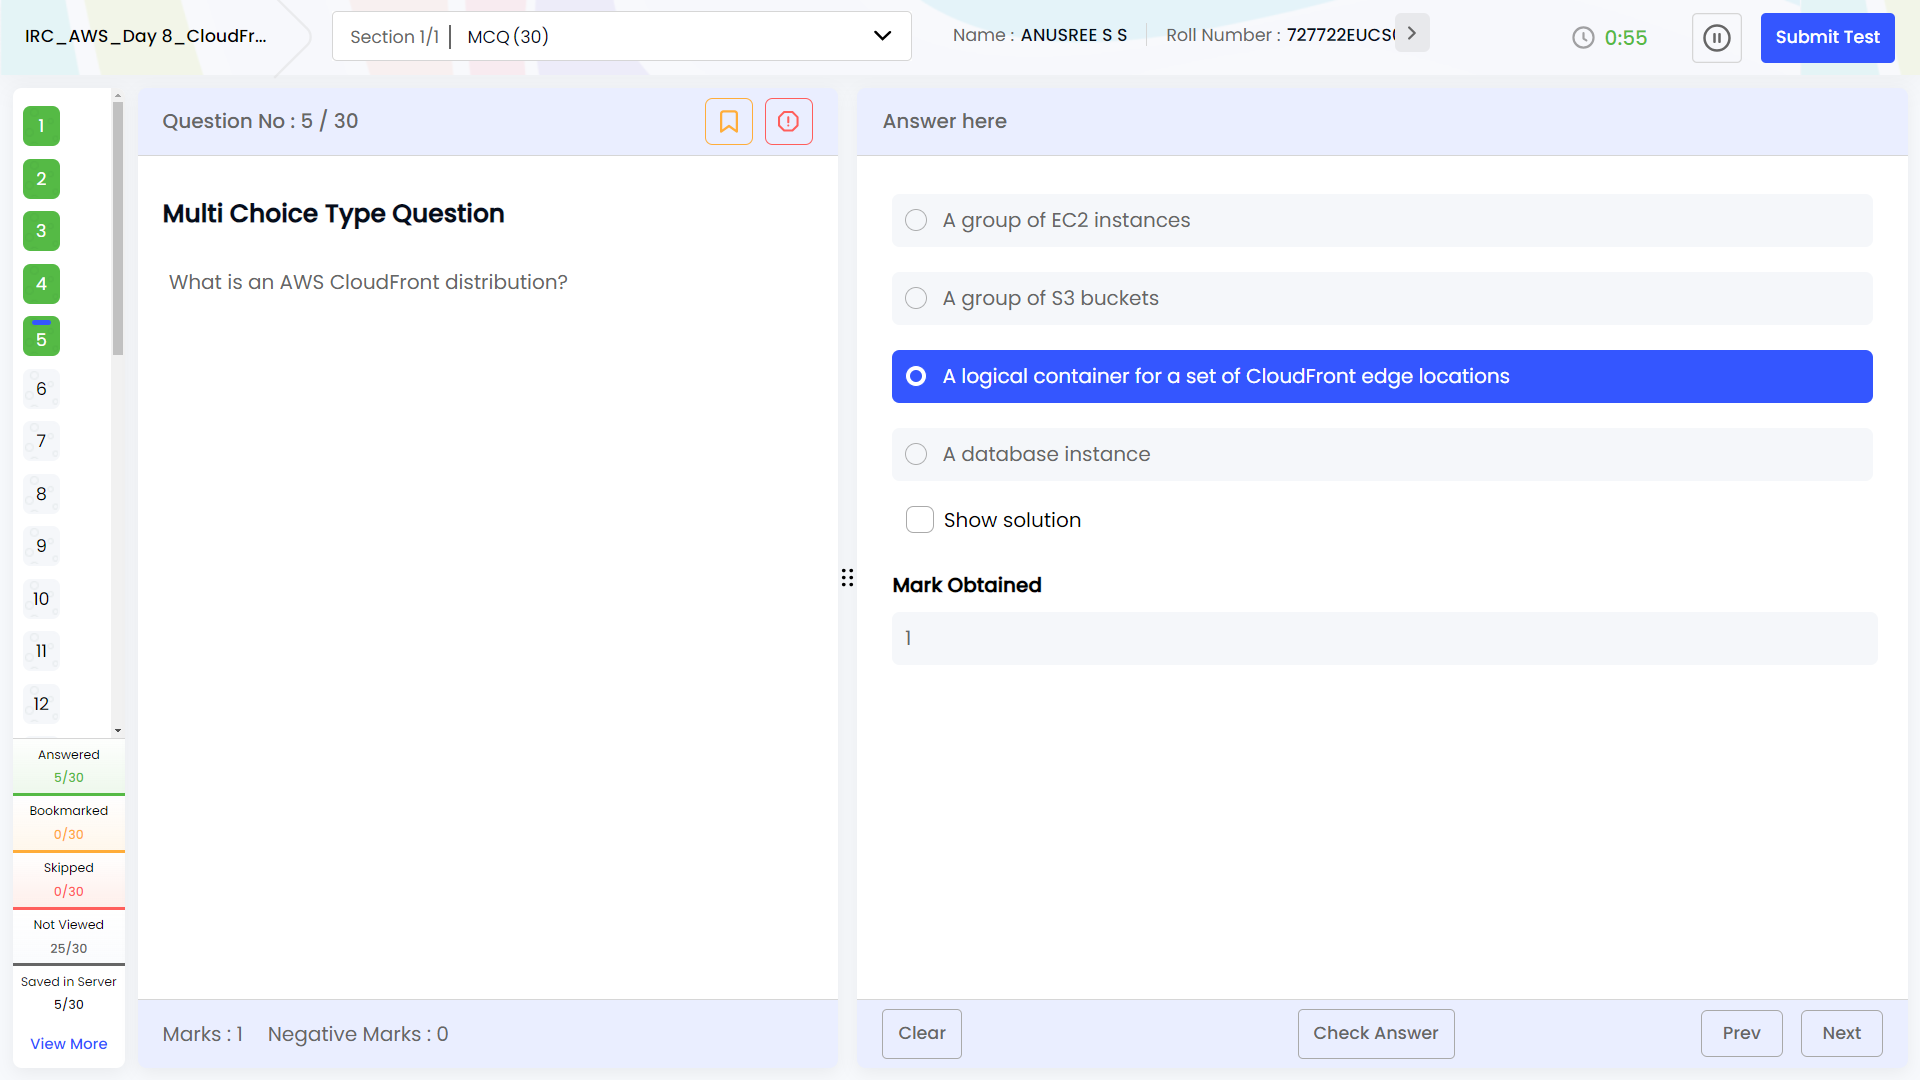 IRC_AWS_Day 8_CloudFr...
Section 1/1 | MCQ (30)
Name : ANUSREE S S
Roll Number : 727722EUCS
0:55
Submit Test
1
2
3
4
5
6
7
8
9
10
11
12
Answered
5/30
Bookmarked
0/30
Skipped
0/30
Not Viewed
25/30
Saved in Server
5/30
View More
Question No : 5 / 30
Multi Choice Type Question
What is an AWS CloudFront distribution?
Marks : 1 Negative Marks : 0
Answer here
A group of EC2 instances
A group of S3 buckets
A logical container for a set of CloudFront edge locations
A database instance
Show solution
Mark Obtained
1
Clear
Check Answer
Prev
Next